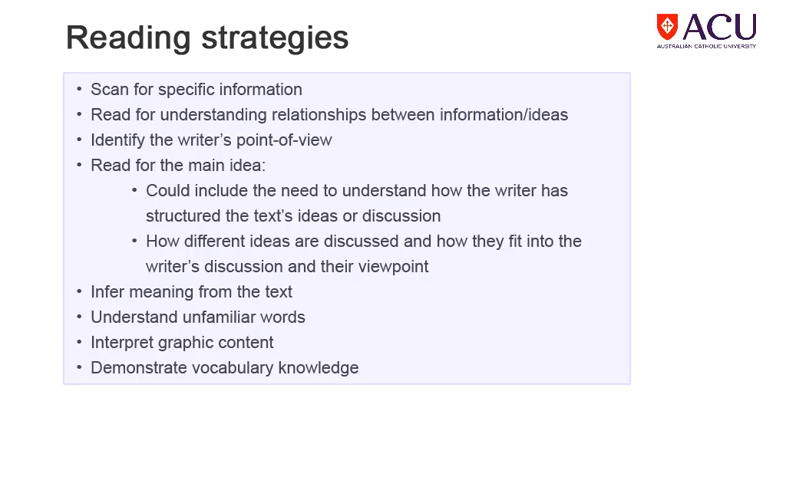 Reading strategies
ACU
AUSTRALIAN CATHOLIC UNIVERSITY
• Scan for specific information
• Read for understanding relationships between information/ideas
• Identify the writer's point-of-view
• Read for the main idea:
• Could include the need to understand how the writer has
structured the text's ideas or discussion
• How different ideas are discussed and how they fit into the
writer's discussion and their viewpoint
• Infer meaning from the text
• Understand unfamiliar words
• Interpret graphic content
• Demonstrate vocabulary knowledge